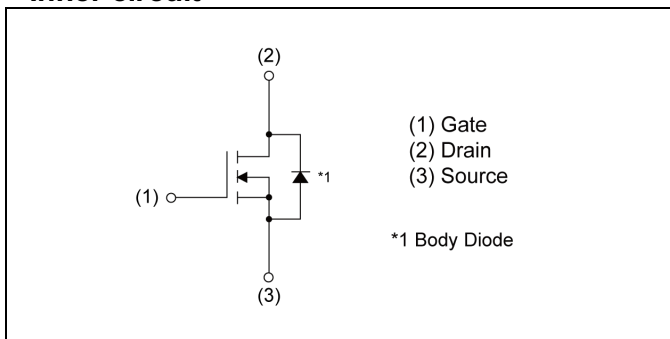 (2)
(1) Gate
(2) Drain
(3) Source
*1
(1)
*1 Body Diode
(3)